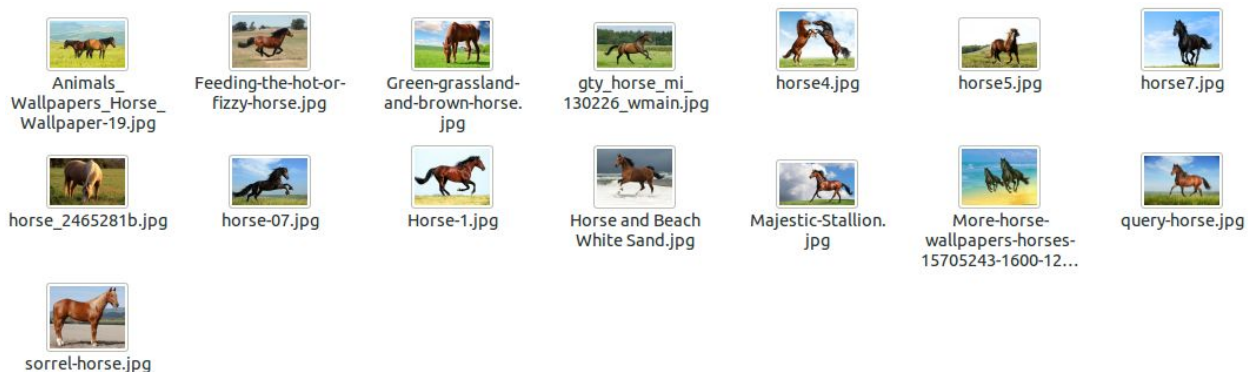 Animals_
Wallpapers_Horse_
Wallpaper-19.jpg
Feeding-the-hot-or-
fizzy-horse.jpg
Green-grassland-
and-brown-horse.
jpg
gty_horse_mi_
130226_wmain.jpg
horse4.jpg
horse5.jpg
horse7.jpg
horse_2465281b.jpg
horse-07.jpg
Horse-1.jpg
Horse and Beach
White Sand.jpg
Majestic-Stallion.
jpg
More-horse-
wallpapers-horses-
15705243-1600-12...
query-horse.jpg
sorrel-horse.jpg